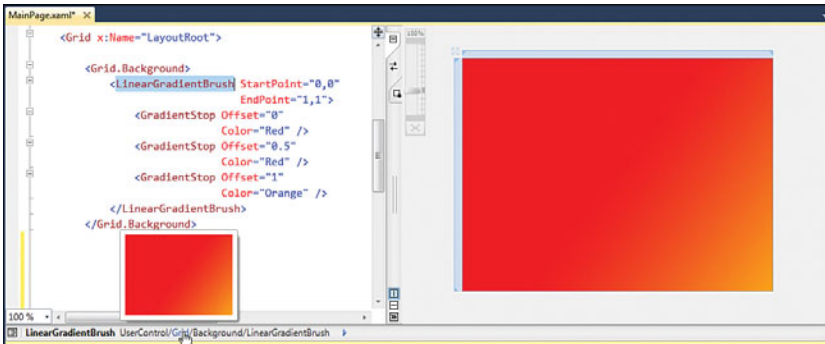 MainPage.xaml* ×
<Grid x:Name="LayoutRoot">
<Grid.Background>
<LinearGradientBrush StartPoint="0,0"
EndPoint="1,1">
<GradientStop Offset="0"
Color="Red" />
<GradientStop Offset="0.5"
Color="Red" />
<GradientStop Offset="1"
Color="Orange" />
</LinearGradientBrush>
</Grid.Background>
100%
100 %
LinearGradientBrush UserControl/Grid/Background/LinearGradientBrush